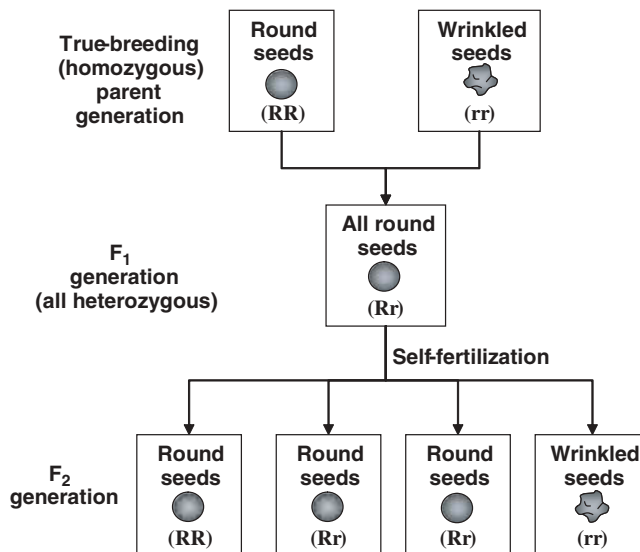 True-breeding
(homozygous)
parent
generation
Round
seeds
(RR)
Wrinkled
seeds
(rr)
F₁
generation
(all heterozygous)
All round
seeds
(Rr)
Self-fertilization
F₂
generation
Round
seeds
(RR)
Round
seeds
(Rr)
Round
seeds
(Rr)
Wrinkled
seeds
(rr)